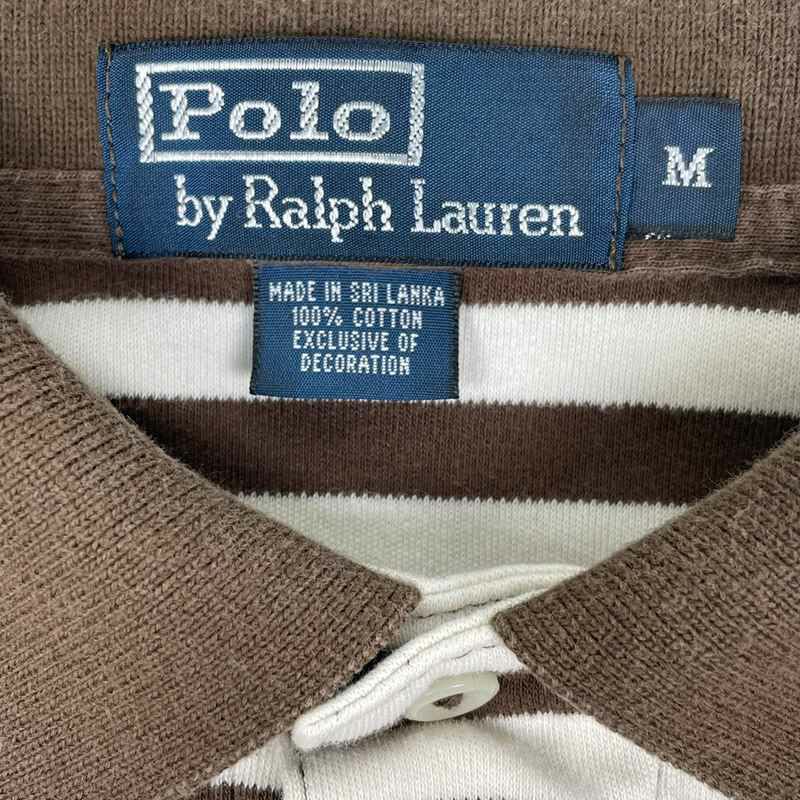 Polo
by Ralph Lauren
M
MADE IN SRI LANKA
100% COTTON
EXCLUSIVE OF
DECORATION